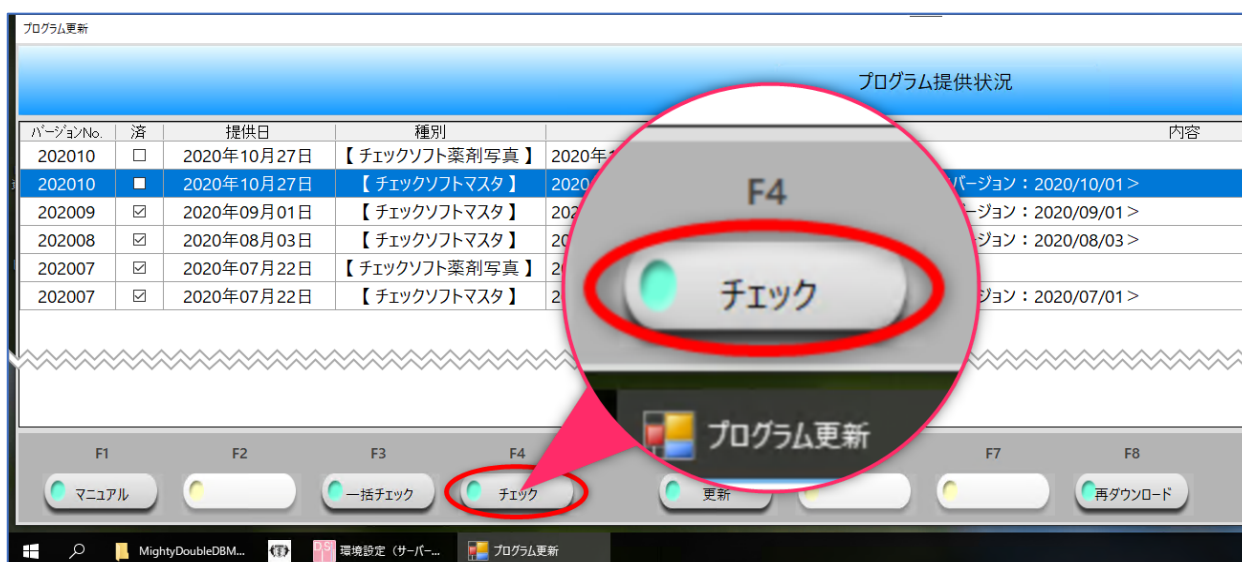 プログラム更新
プログラム提供状況
バージョンNo. 済 提供日 種別 内容
202010 2020年10月27日 【 チェックソフト薬剤写真 】 2020年1
202010 2020年10月27日 【 チェックソフトマスタ 】 2020 バージョン：2020/10/01＞
202009 2020年09月01日 【 チェックソフトマスタ 】 202 ージョン：2020/09/01＞
202008 2020年08月03日 【 チェックソフトマスタ 】 20 ジョン：2020/08/03＞
202007 2020年07月22日 【 チェックソフト薬剤写真 】 20
202007 2020年07月22日 【 チェックソフトマスタ 】 2 ジョン：2020/07/01＞
F4
チェック
プログラム更新
F1 F2 F3 F4 F7 F8
マニュアル 一括チェック チェック 更新 再ダウンロード
MightyDoubleDBM... 環境設定（サーバー... プログラム更新